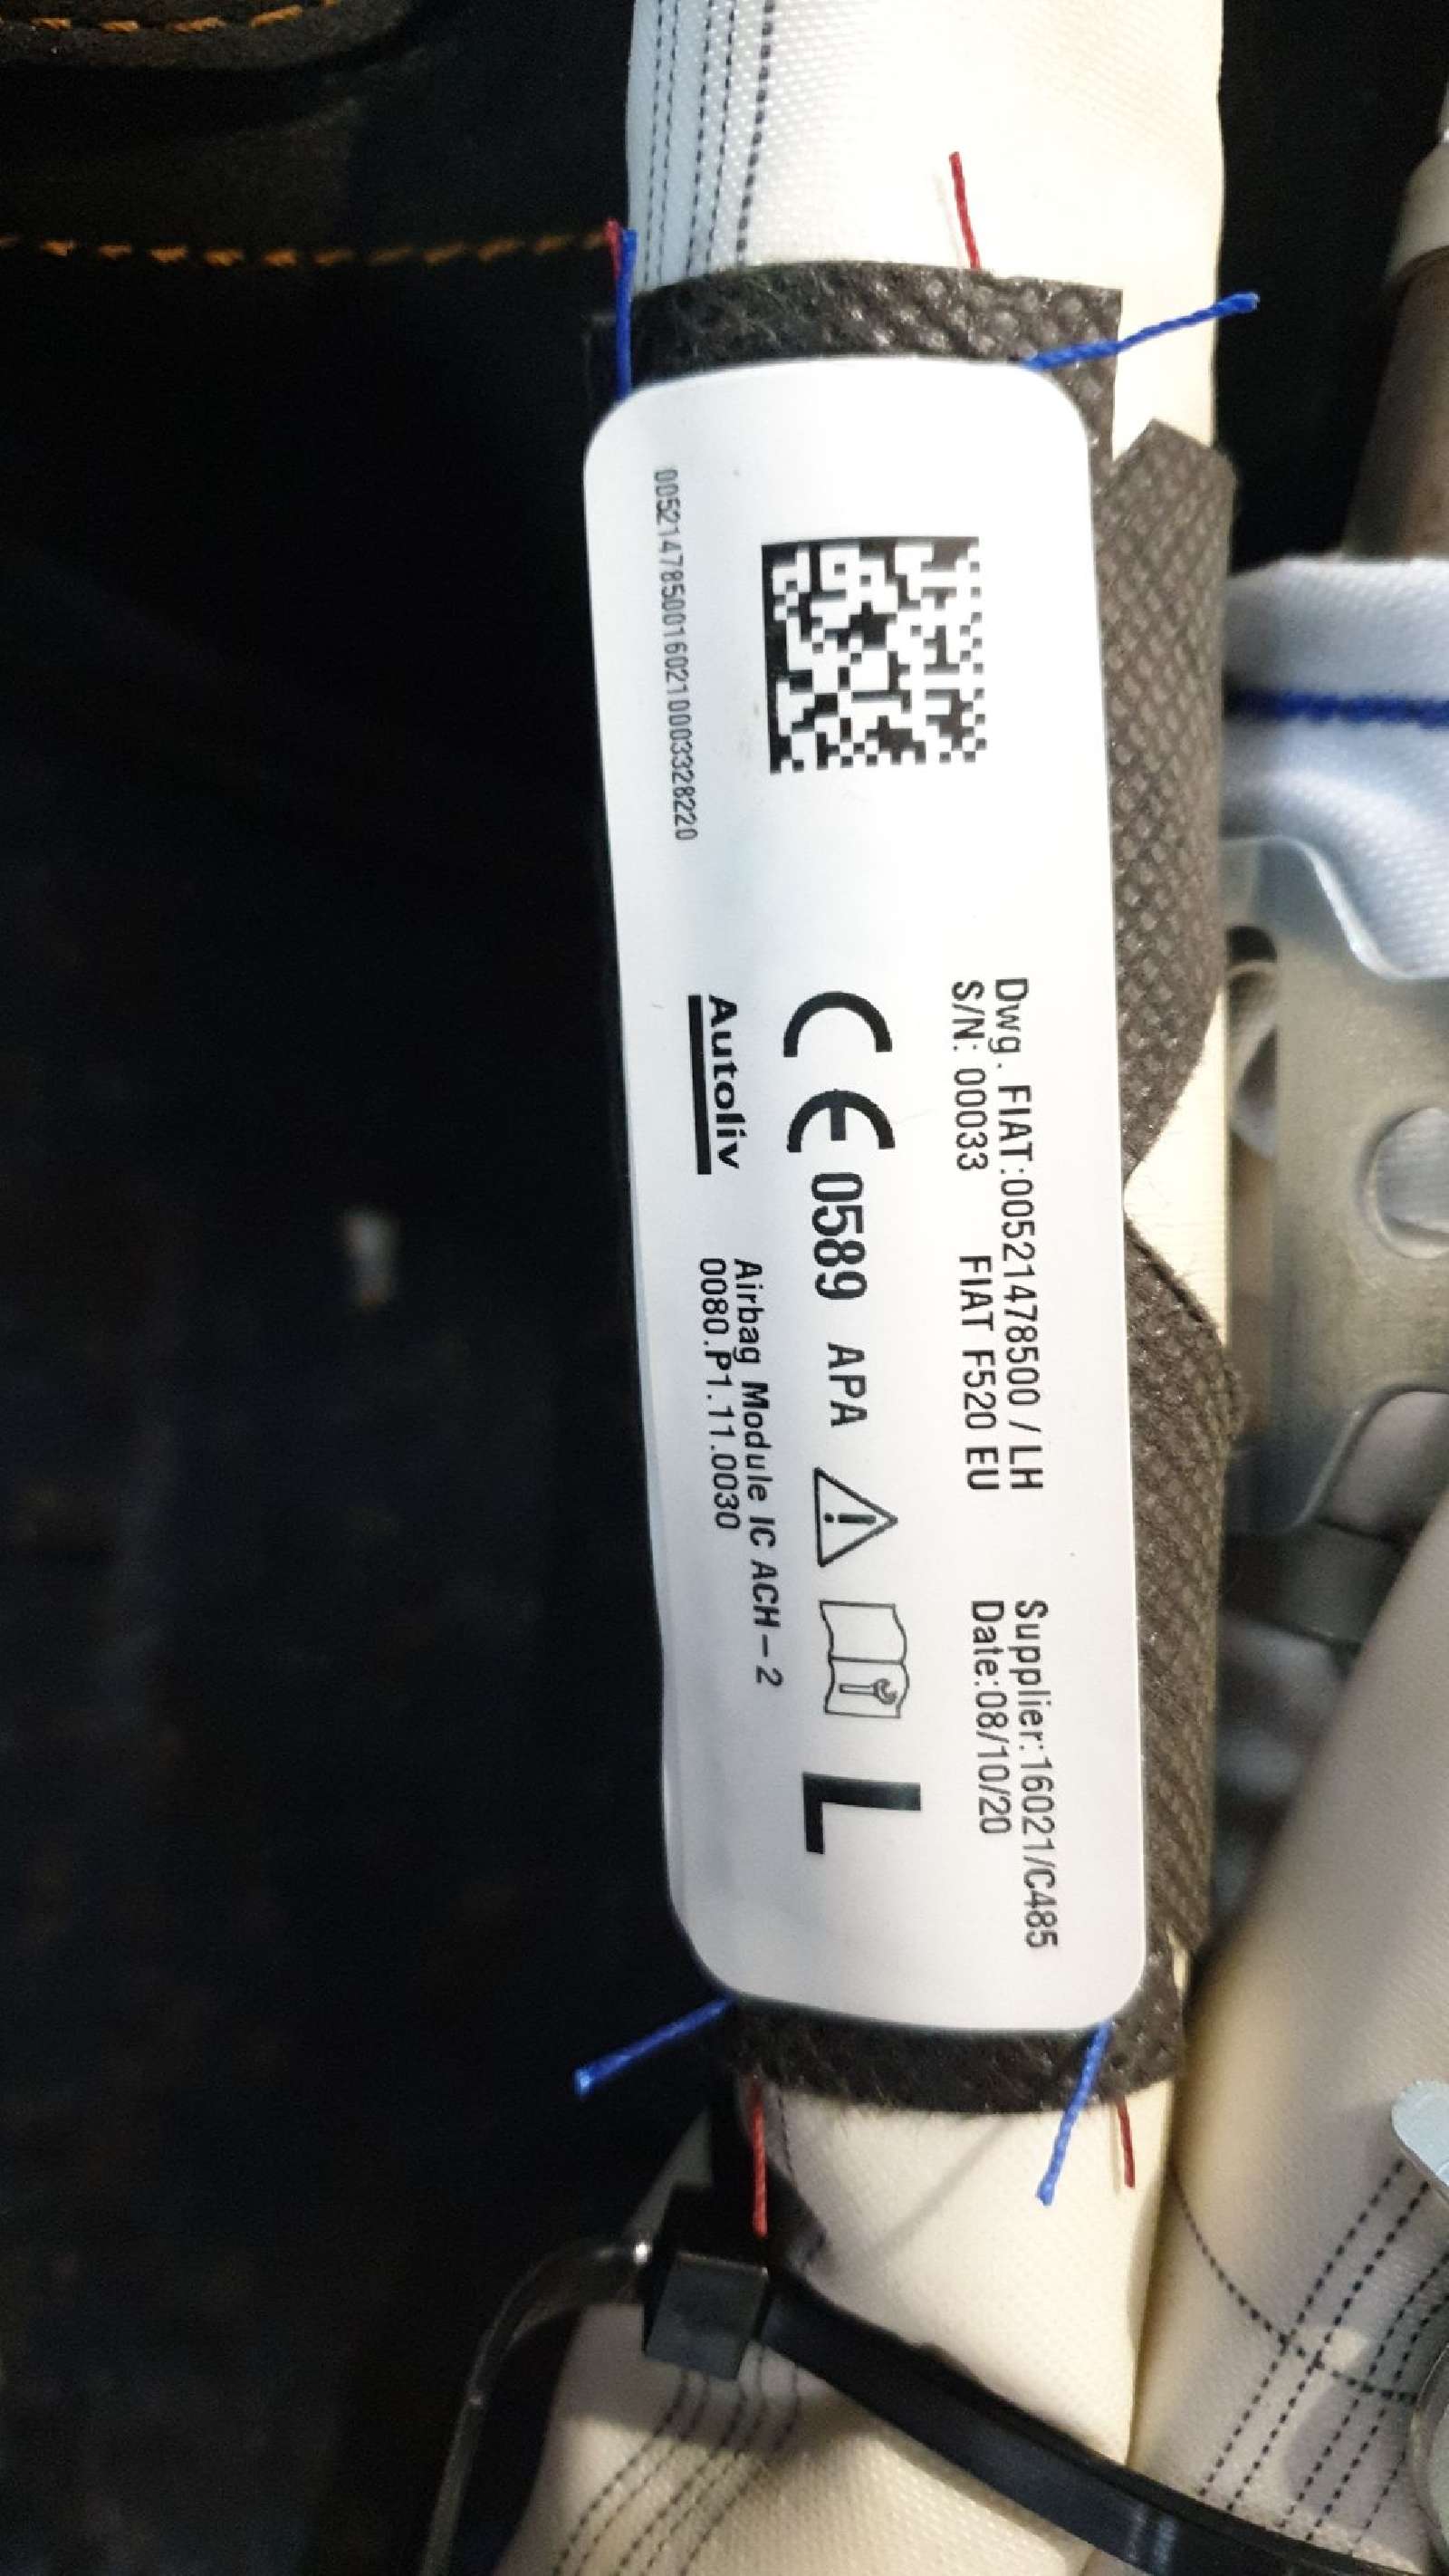 Dwg. FIAT:00521478500 / LH
S/N: 00033 FIAT F520 EU
Supplier:16021/C485
Date:08/10/20
CE 0589 APA L
Autoliv
Airbag Module IC ACH-2
0080.P1.11.0030
00521478500160210003328220